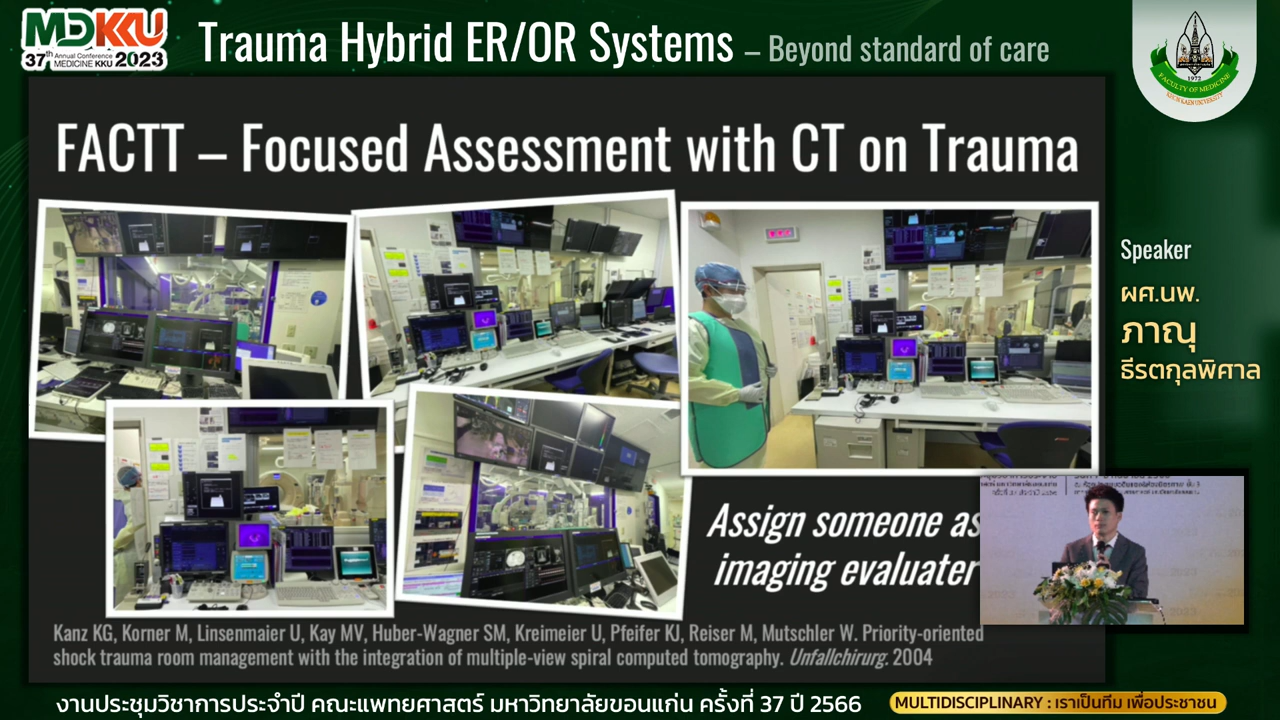 MDKKU
37th Annual Conference MEDICINE KKU 2023
Trauma Hybrid ER/OR Systems – Beyond standard of care
1972
FACULTY OF MEDICINE
KHON KAEN UNIVERSITY
FACTT – Focused Assessment with CT on Trauma
Speaker
ผศ.นพ.
ภาณุ
ธีรตกุลพิศาล
Assign someone as
imaging evaluater
Kanz KG, Korner M, Linsenmaier U, Kay MV, Huber-Wagner SM, Kreimeier U, Pfeifer KJ, Reiser M, Mutschler W. Priority-oriented
shock trauma room management with the integration of multiple-view spiral computed tomography. Unfallchirurg. 2004
งานประชุมวิชาการประจำปี คณะแพทยศาสตร์ มหาวิทยาลัยขอนแก่น ครั้งที่ 37 ปี 2566
MULTIDISCIPLINARY : เราเป็นทีม เพื่อประชาชน